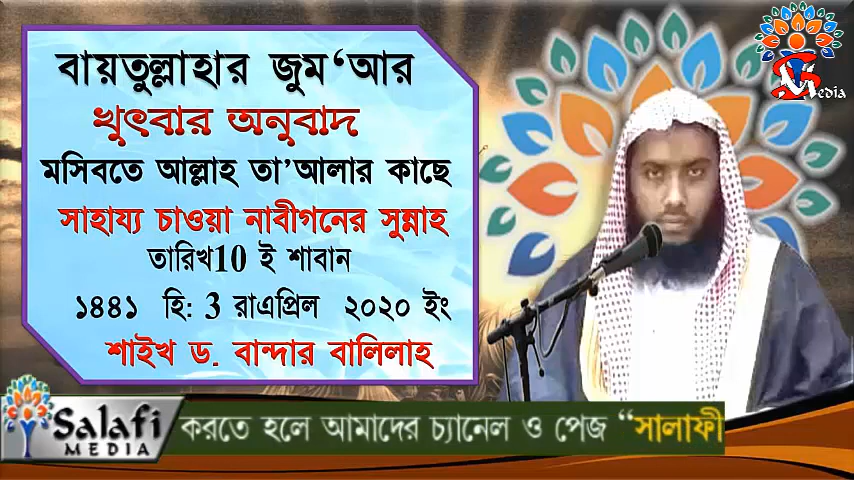 বায়তুল্লাহার জুম‘আর
খুৎবার অনুবাদ
মসিবতে আল্লাহ তা’আলার কাছে
সাহায্য চাওয়া নাবীগনের সুন্নাহ
তারিখ10 ই শাবান
১৪৪১ হি: 3 রাএপ্রিল ২০২০ ইং
শাইখ ড. বান্দার বালিলাহ
Media
Salafi
MEDIA
করতে হলে আমাদের চ্যানেল ও পেজ “সালাফী